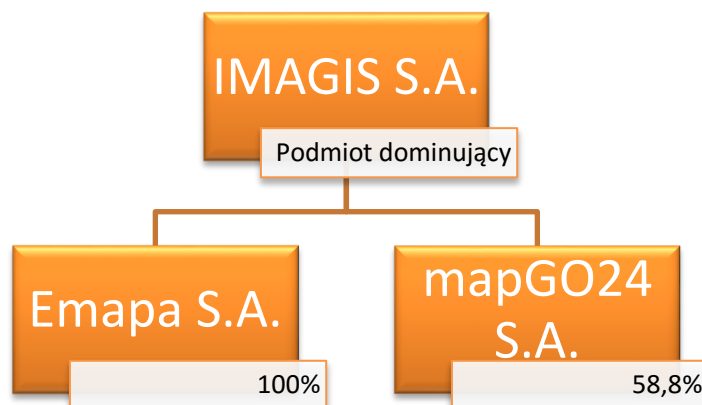 IMAGIS S.A.
Podmiot dominujący
Emapa S.A.
100%
mapGO24
S.A.
58,8%